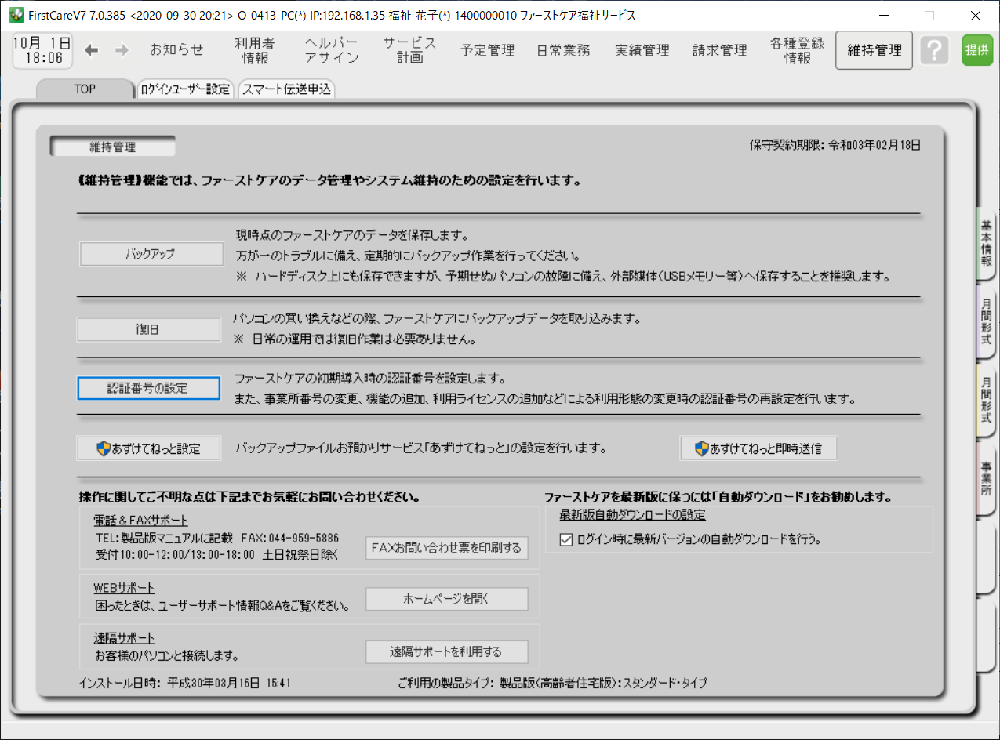 FirstCareV7 7.0.385 <2020-09-30 20:21> O-0413-PC(*) IP:192.168.1.35 福祉 花子(*) 1400000010 ファーストケア福祉サービス
10月 1日
18:06
お知らせ
利用者
情報
ヘルパー
アサイン
サービス
計画
予定管理
日常業務
実績管理
請求管理
各種登録
情報
維持管理
?
提供
TOP
ログインユーザー設定
スマート伝送申込
維持管理
保守契約期限: 令和03年02月18日
《維持管理》機能では、ファーストケアのデータ管理やシステム維持のための設定を行います。
バックアップ
現時点のファーストケアのデータを保存します。
万が一のトラブルに備え、定期的にバックアップ作業を行ってください。
※ ハードディスク上にも保存できますが、予期せぬパソコンの故障に備え、外部媒体(USBメモリー等)へ保存することを推奨します。
復旧
パソコンの買い換えなどの際、ファーストケアにバックアップデータを取り込みます。
※ 日常の運用では復旧作業は必要ありません。
認証番号の設定
ファーストケアの初期導入時の認証番号を設定します。
また、事業所番号の変更、機能の追加、利用ライセンスの追加などによる利用形態の変更時の認証番号の再設定を行います。
あずけてねっと設定
バックアップファイルお預かりサービス「あずけてねっと」の設定を行います。
あずけてねっと即時送信
操作に関してご不明な点は下記までお気軽にお問い合わせください。
電話&FAXサポート
TEL:製品版マニュアルに記載 FAX:044-959-5886
受付10:00-12:00/13:00-18:00 土日祝祭日除く
FAXお問い合わせ票を印刷する
WEBサポート
困ったときは、ユーザーサポート情報Q&Aをご覧ください。
ホームページを開く
遠隔サポート
お客様のパソコンと接続します。
遠隔サポートを利用する
ファーストケアを最新版に保つには「自動ダウンロード」をお勧めします。
最新版自動ダウンロードの設定
ログイン時に最新バージョンの自動ダウンロードを行う。
インストール日時: 平成30年03月16日 15:41
ご利用の製品タイプ: 製品版(高齢者住宅版):スタンダード・タイプ
基本情報
月間形式
月間形式
事業所